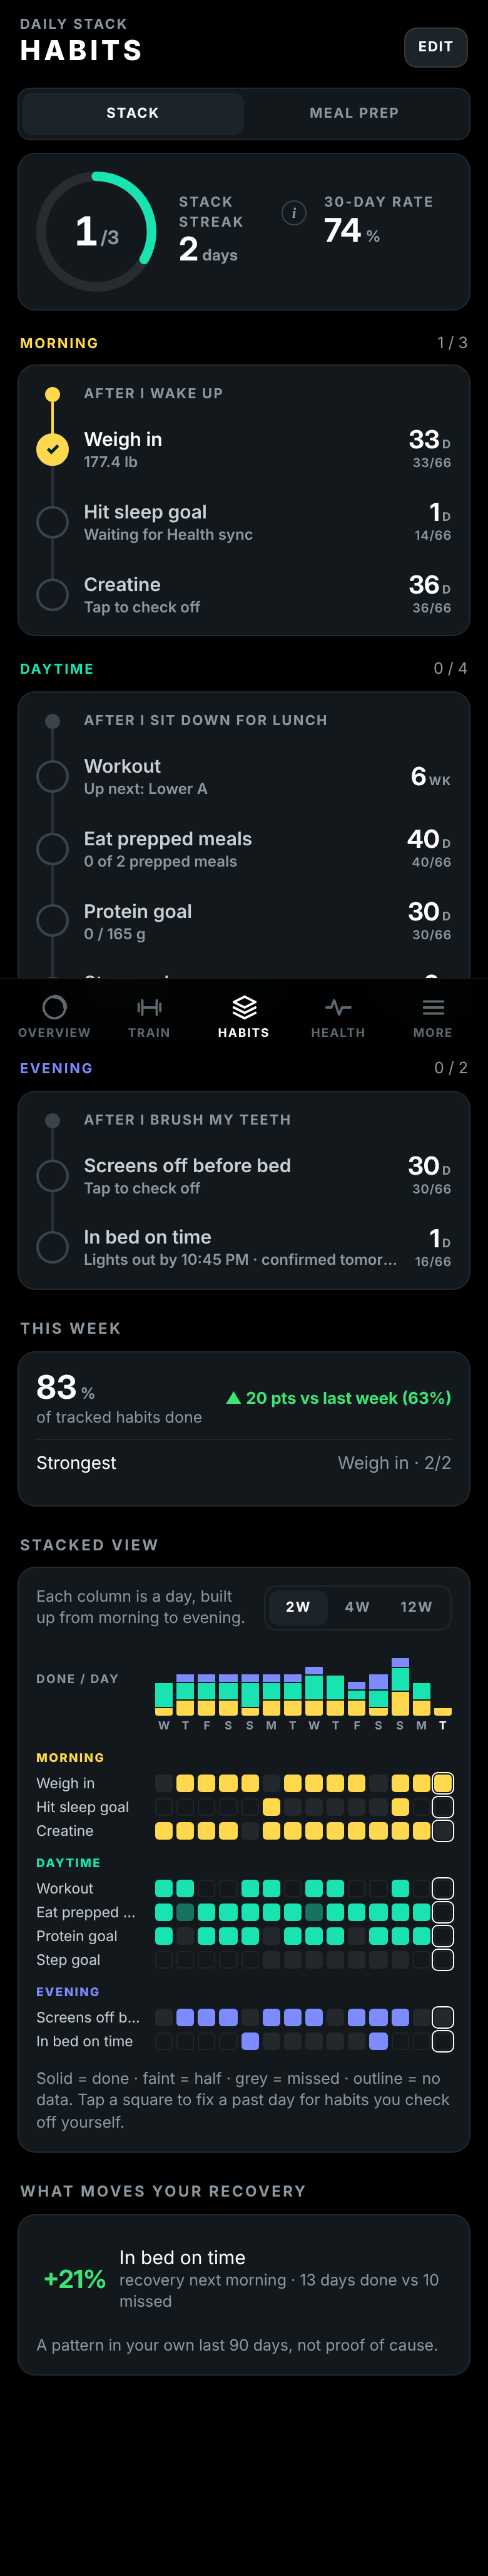 DAILY STACK
HABITS
EDIT
STACK
MEAL PREP
1/3
STACK
STREAK
2 days
i
30-DAY RATE
74 %
MORNING
1 / 3
AFTER I WAKE UP
Weigh in
33 D
177.4 lb
33/66
Hit sleep goal
1 D
Waiting for Health sync
14/66
Creatine
36 D
Tap to check off
36/66
DAYTIME
0 / 4
AFTER I SIT DOWN FOR LUNCH
Workout
6 WK
Up next: Lower A
Eat prepped meals
40 D
0 of 2 prepped meals
40/66
Protein goal
30 D
0 / 165 g
30/66
OVERVIEW
TRAIN
HABITS
HEALTH
MORE
EVENING
0 / 2
AFTER I BRUSH MY TEETH
Screens off before bed
30 D
Tap to check off
30/66
In bed on time
1 D
Lights out by 10:45 PM · confirmed tomor...
16/66
THIS WEEK
83 %
▲ 20 pts vs last week (63%)
of tracked habits done
Strongest
Weigh in · 2/2
STACKED VIEW
Each column is a day, built
up from morning to evening.
2W
4W
12W
DONE / DAY
W T F S S M T W T F S S M T
MORNING
Weigh in
Hit sleep goal
Creatine
DAYTIME
Workout
Eat prepped ...
Protein goal
Step goal
EVENING
Screens off b...
In bed on time
Solid = done · faint = half · grey = missed · outline = no
data. Tap a square to fix a past day for habits you check
off yourself.
WHAT MOVES YOUR RECOVERY
+21%
In bed on time
recovery next morning · 13 days done vs 10
missed
A pattern in your own last 90 days, not proof of cause.